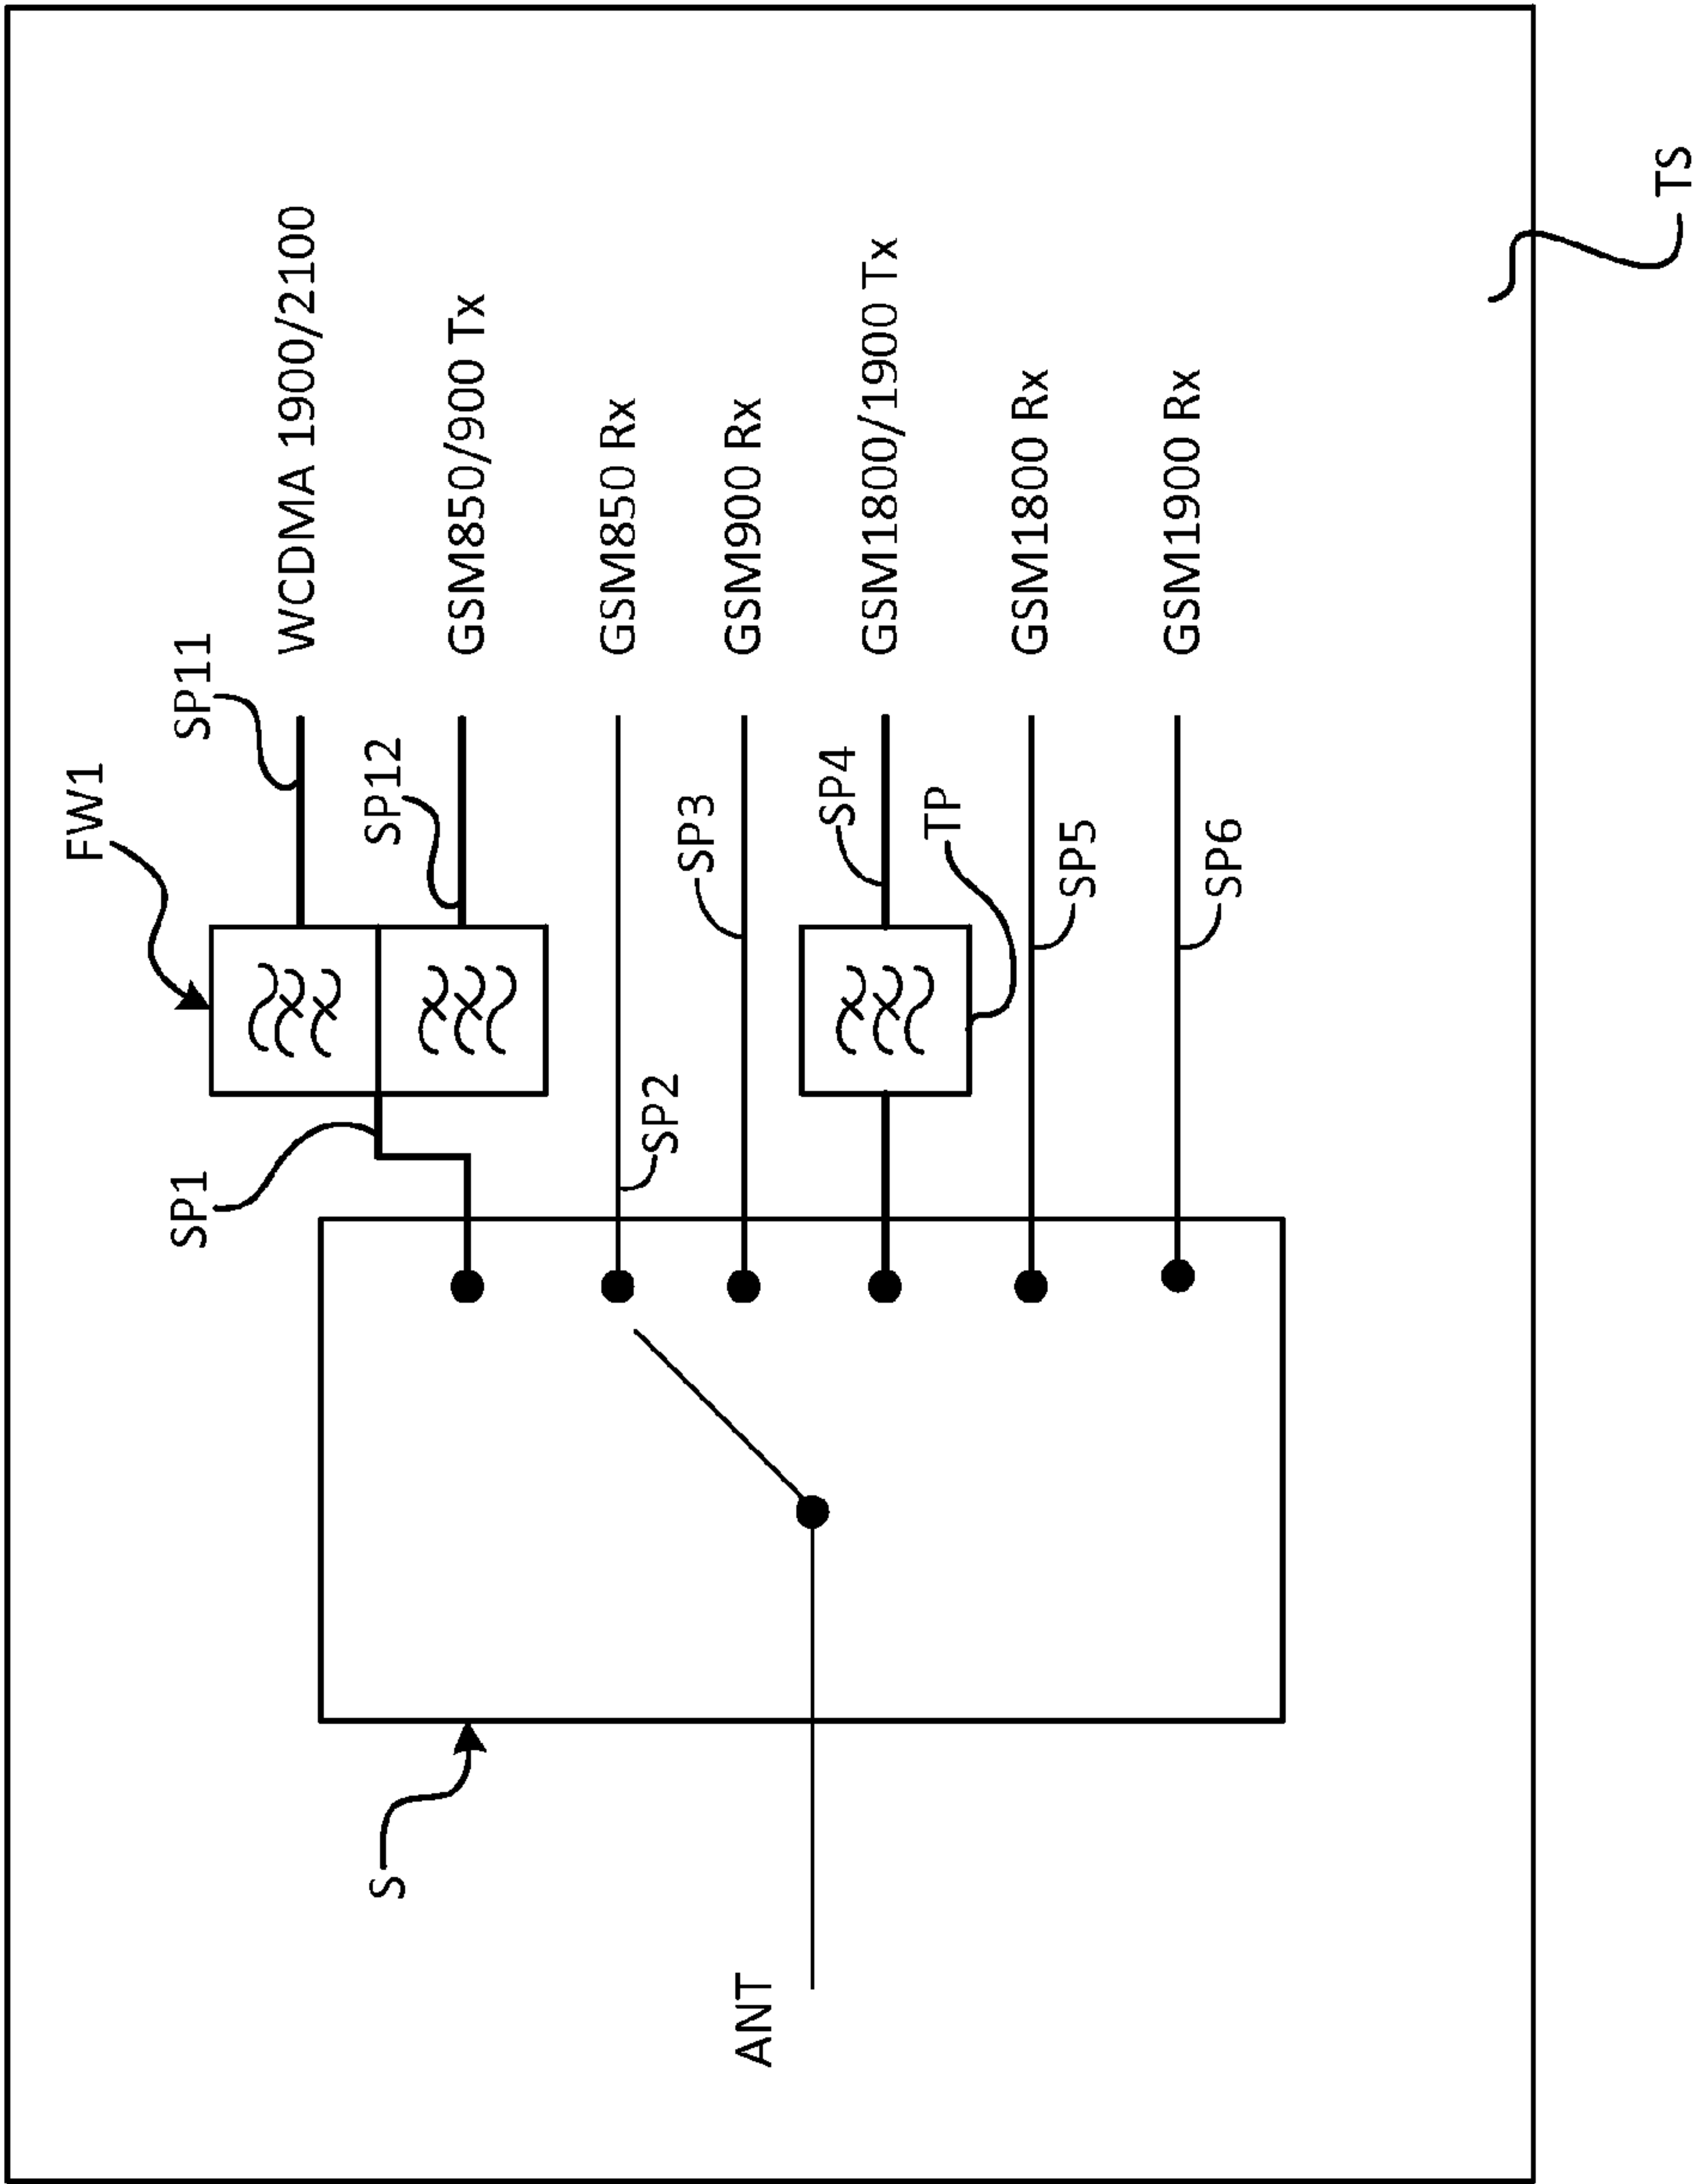 FW1
SP11
WCDMA 1900/2100
SP1
SP12
GSM850/900 Tx
S
SP2
GSM850 Rx
SP3
GSM900 Rx
ANT
SP4
GSM1800/1900 Tx
TP
SP5
GSM1800 Rx
SP6
GSM1900 Rx
TS